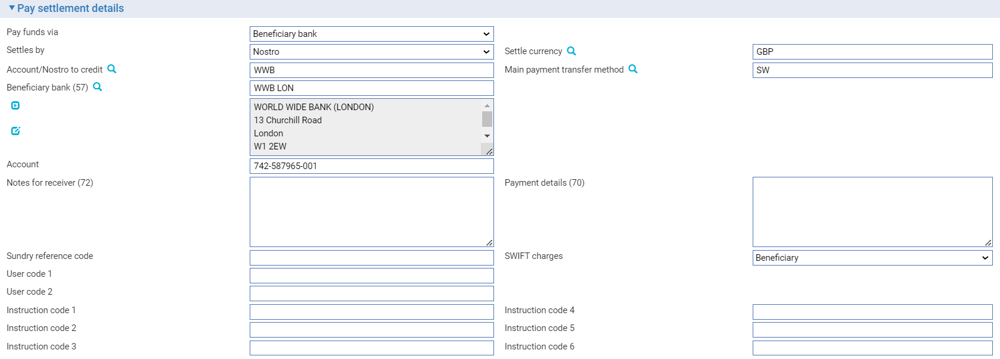 Pay settlement details
Pay funds via Beneficiary bank
Settles by Nostro Settle currency GBP
Account/Nostro to credit WWB Main payment transfer method SW
Beneficiary bank (57) WWB LON
WORLD WIDE BANK (LONDON)
13 Churchill Road
London
W1 2EW
Account 742-587965-001
Notes for receiver (72) Payment details (70)
Sundry reference code SWIFT charges Beneficiary
User code 1
User code 2
Instruction code 1 Instruction code 4
Instruction code 2 Instruction code 5
Instruction code 3 Instruction code 6